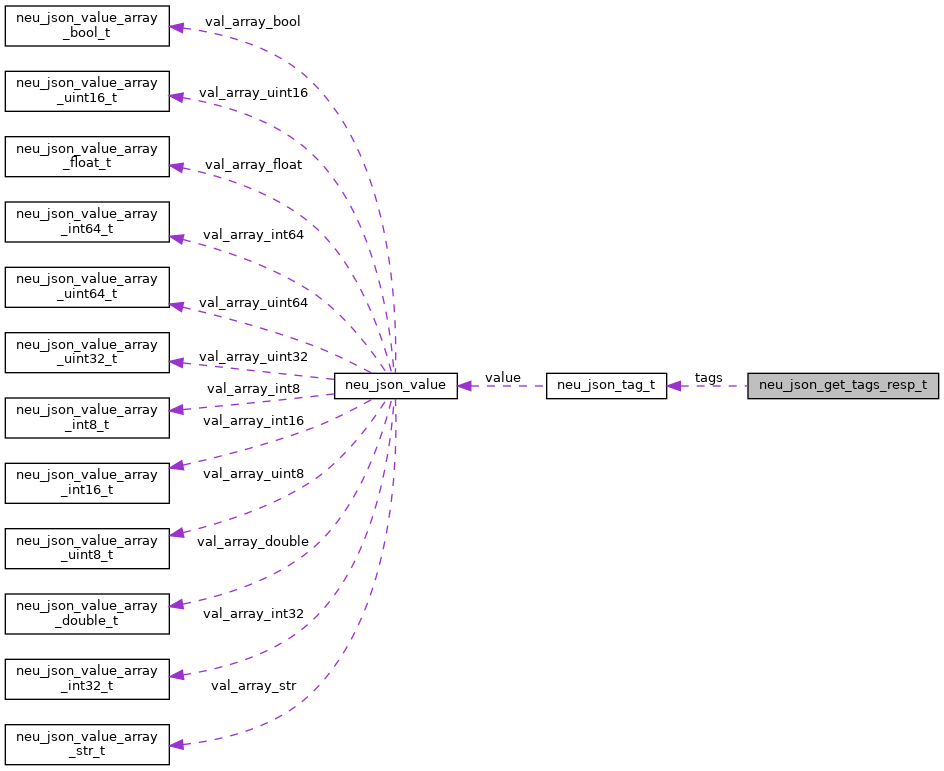 neu_json_value_array
_bool_t
val_array_bool
neu_json_value_array
_uint16_t
val_array_uint16
neu_json_value_array
_float_t
val_array_float
neu_json_value_array
_int64_t
val_array_int64
neu_json_value_array
_uint64_t
val_array_uint64
neu_json_value_array
_uint32_t
val_array_uint32
neu_json_value_array
_int8_t
val_array_int8
neu_json_value_array
_int16_t
val_array_int16
neu_json_value_array
_uint8_t
val_array_uint8
neu_json_value_array
_double_t
val_array_double
neu_json_value_array
_int32_t
val_array_int32
neu_json_value_array
_str_t
val_array_str
neu_json_value
value
neu_json_tag_t
tags
neu_json_get_tags_resp_t